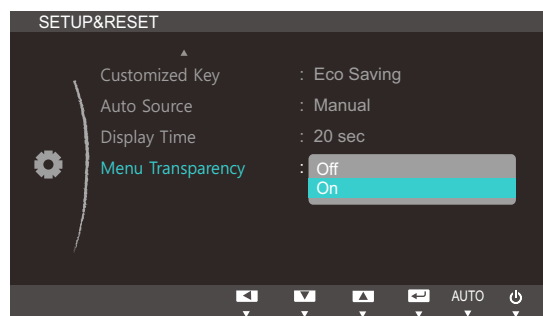 SETUP&RESET
Customized Key : Eco Saving
Auto Source : Manual
Display Time : 20 sec
Menu Transparency : Off
On
AUTO